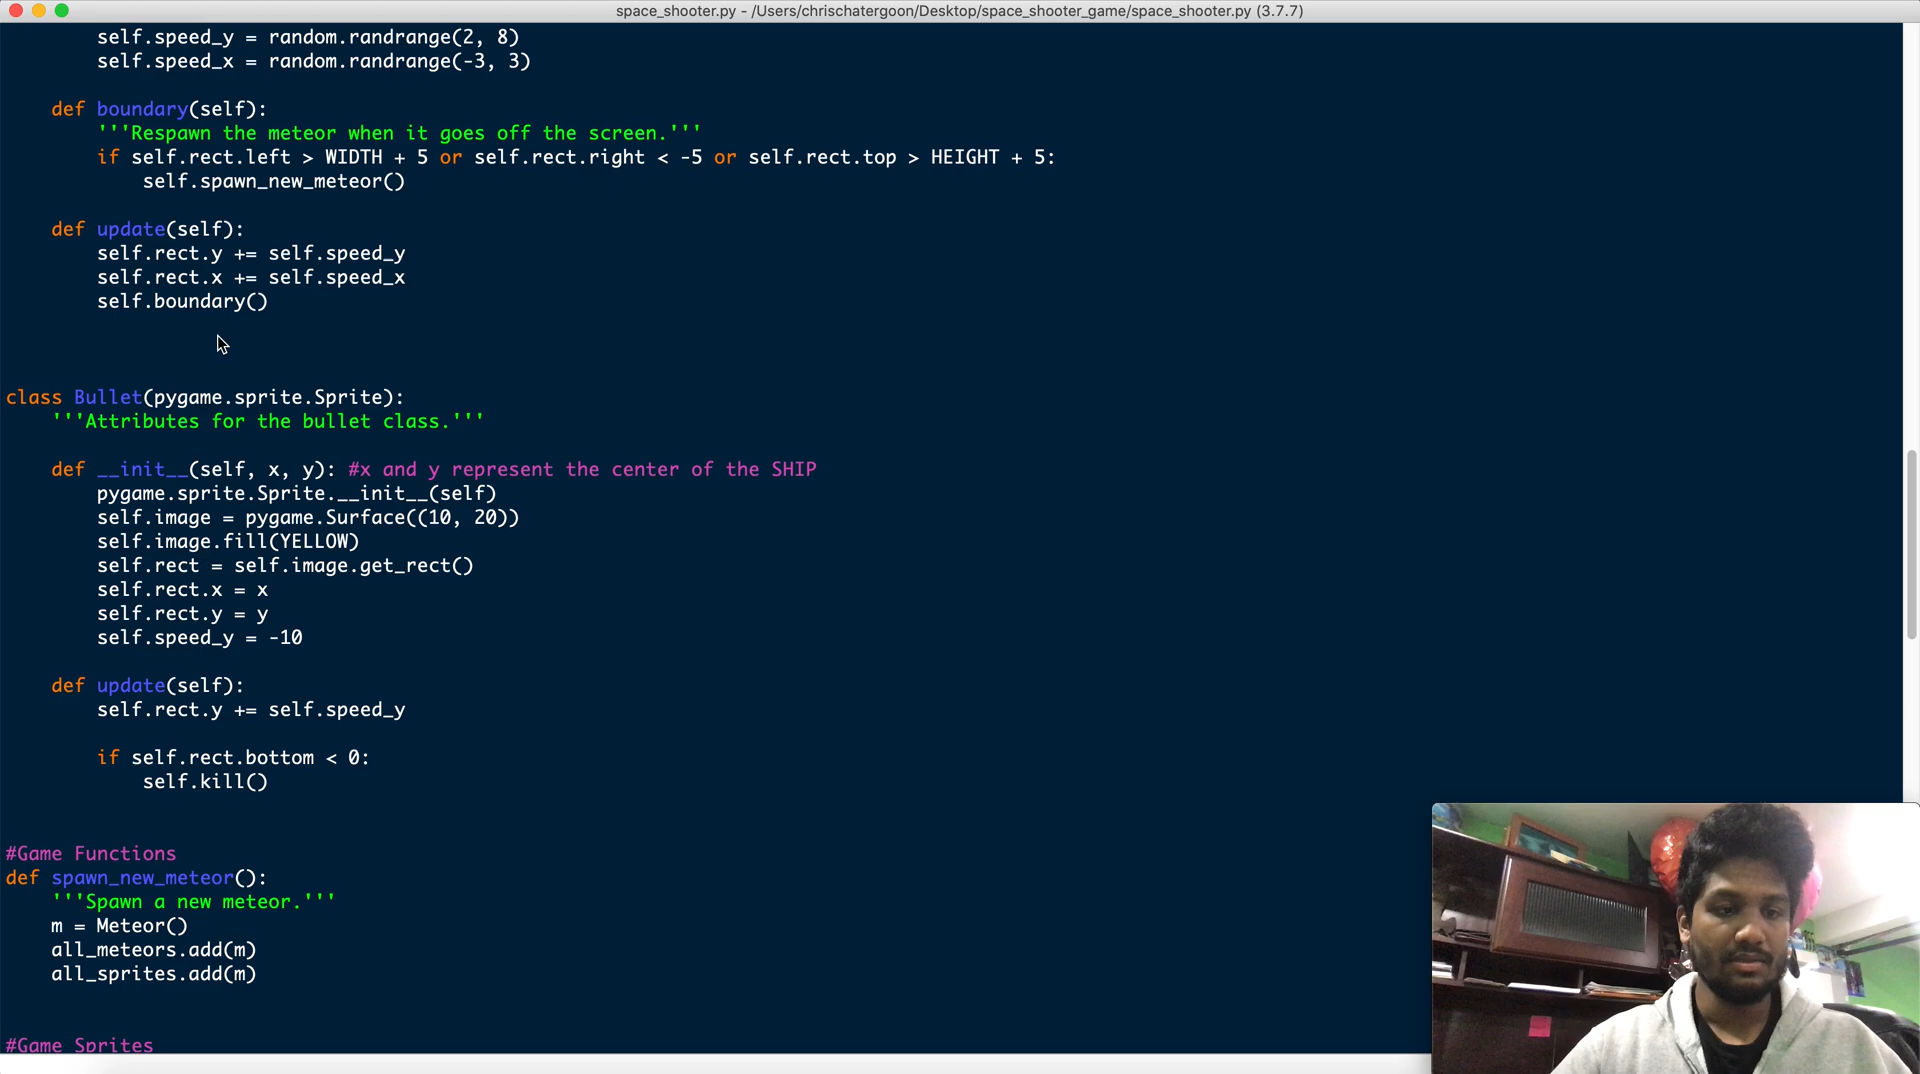 space_shooter.py - /Users/chrischatergoon/Desktop/space_shooter_game/space_shooter.py (3.7.7)
self.speed_y = random.randrange(2, 8)
self.speed_x = random.randrange(-3, 3)
def boundary(self):
'''Respawn the meteor when it goes off the screen.'''
if self.rect.left > WIDTH + 5 or self.rect.right < -5 or self.rect.top > HEIGHT + 5:
self.spawn_new_meteor()
def update(self):
self.rect.y += self.speed_y
self.rect.x += self.speed_x
self.boundary()
class Bullet(pygame.sprite.Sprite):
'''Attributes for the bullet class.'''
def __init__(self, x, y): #x and y represent the center of the SHIP
pygame.sprite.Sprite.__init__(self)
self.image = pygame.Surface((10, 20))
self.image.fill(YELLOW)
self.rect = self.image.get_rect()
self.rect.x = x
self.rect.y = y
self.speed_y = -10
def update(self):
self.rect.y += self.speed_y
if self.rect.bottom < 0:
self.kill()
#Game Functions
def spawn_new_meteor():
'''Spawn a new meteor.'''
m = Meteor()
all_meteors.add(m)
all_sprites.add(m)
#Game Sprites